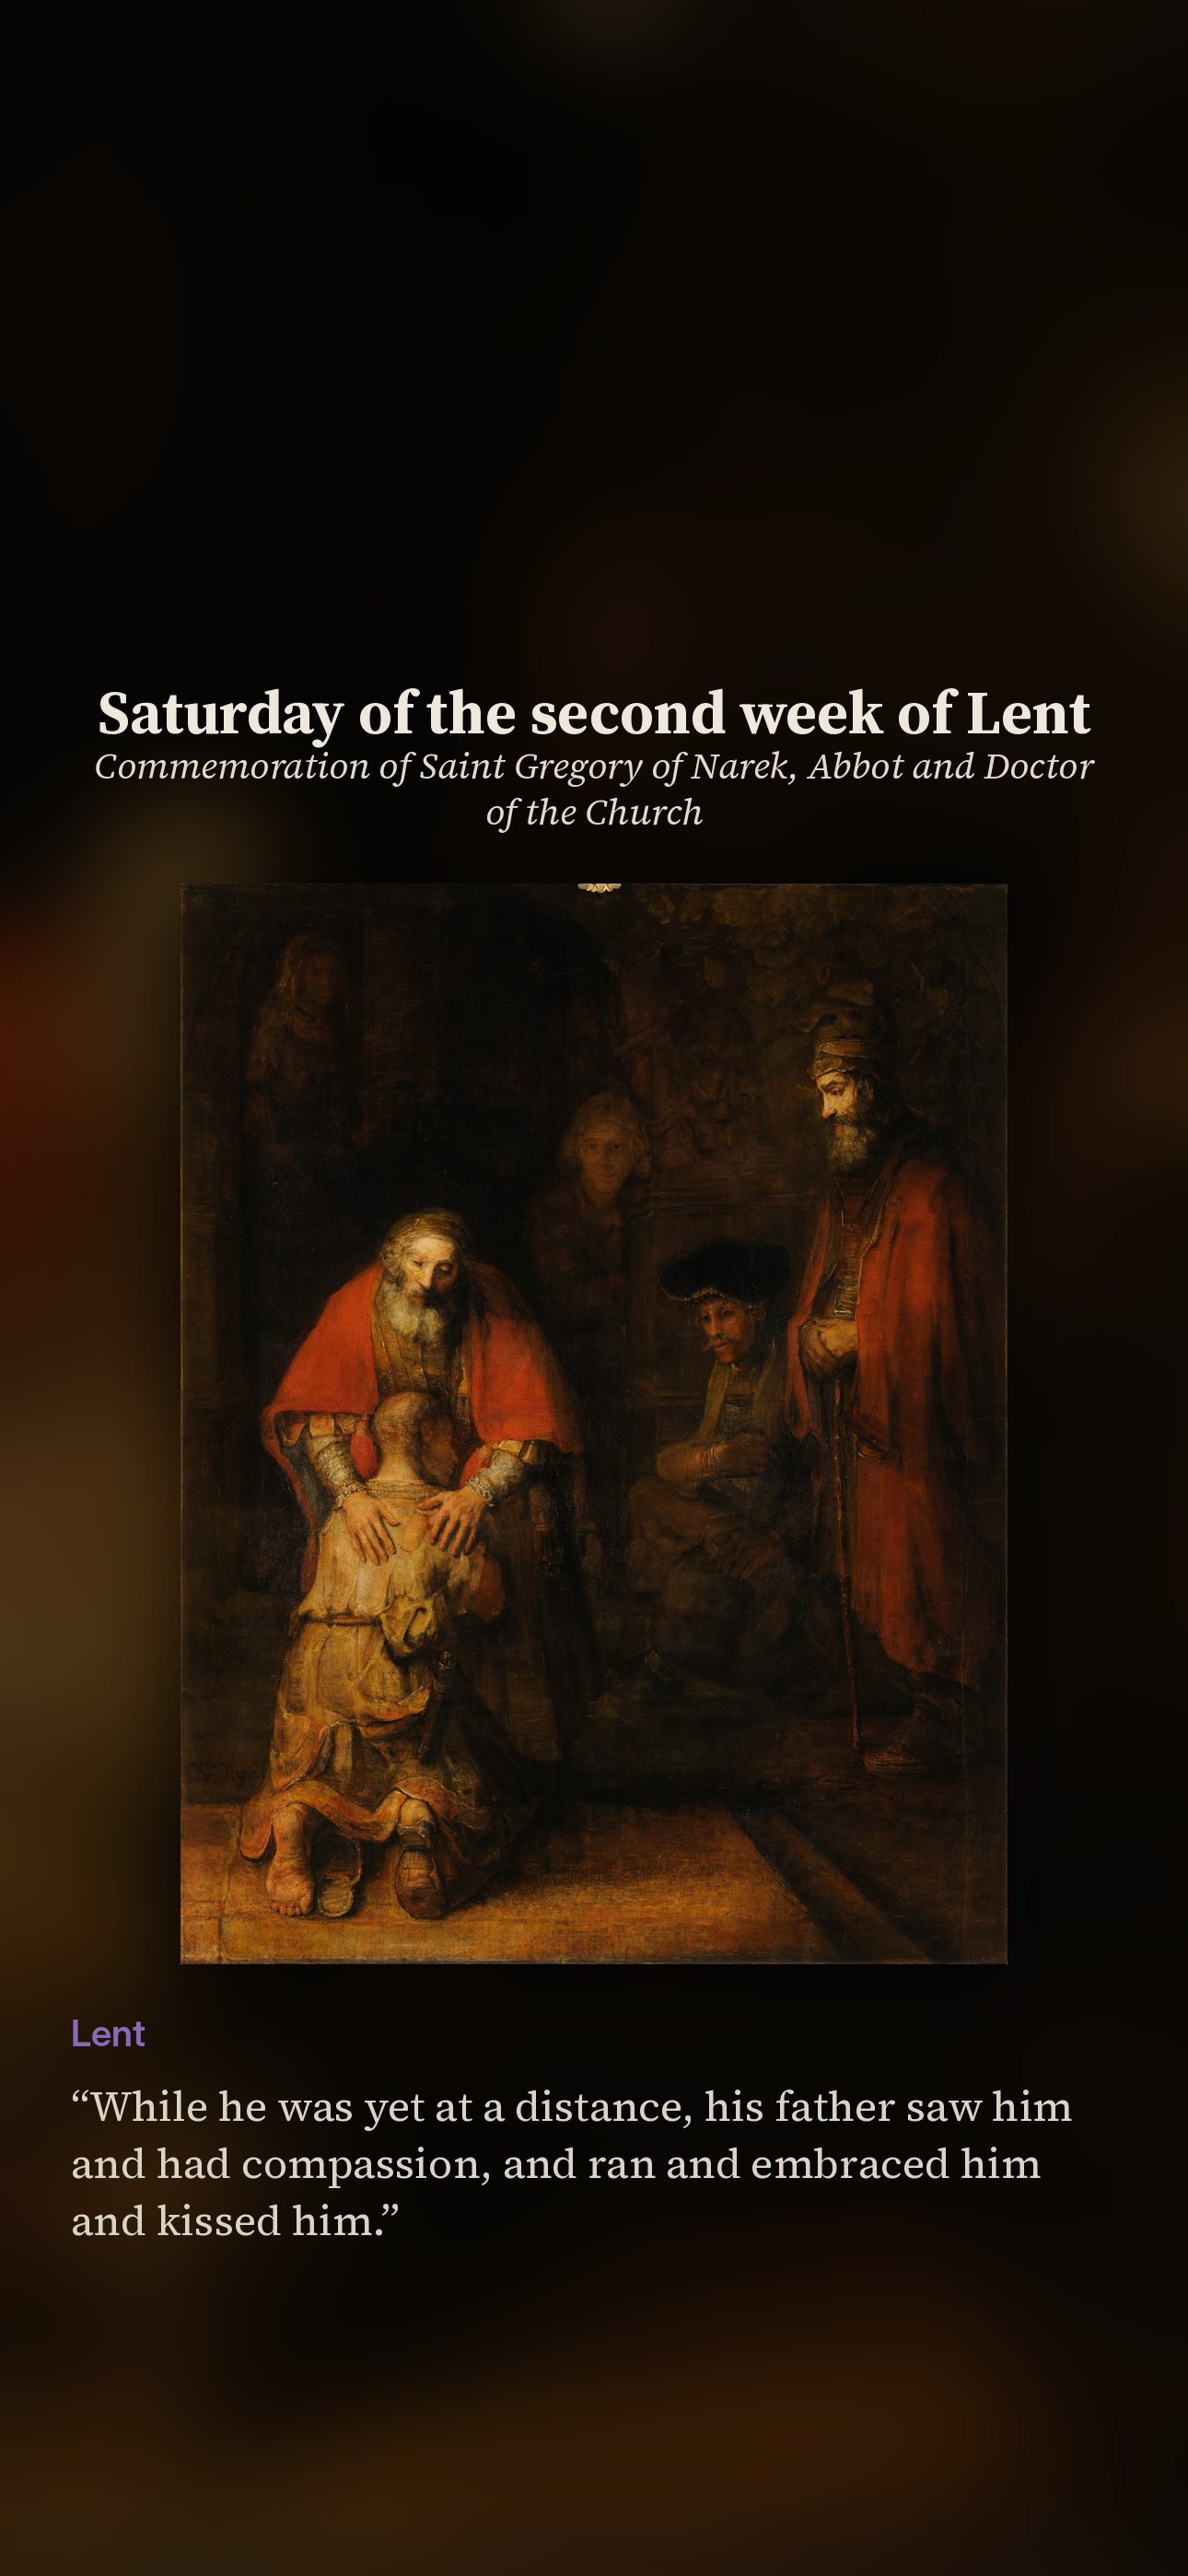 Saturday of the second week of Lent
Commemoration of Saint Gregory of Narek, Abbot and Doctor
of the Church
Lent
“While he was yet at a distance, his father saw him
and had compassion, and ran and embraced him
and kissed him.”